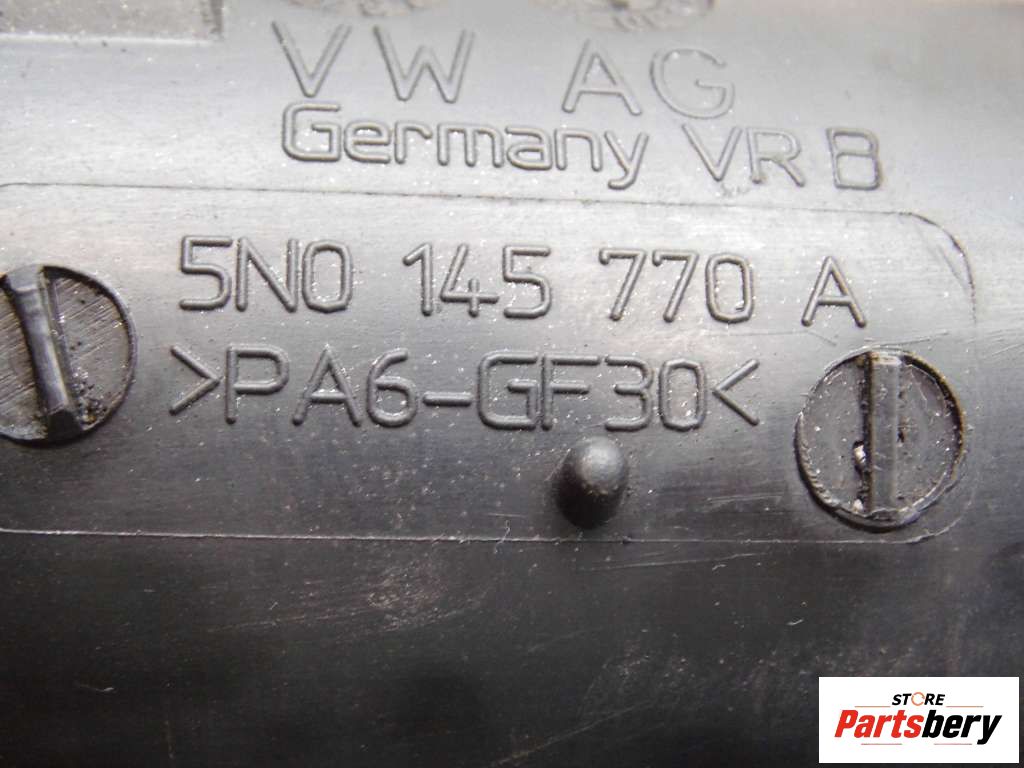 VW AG
Germany VR B
5N0 145 770 A
>PA6-GF30<
STORE
Partsbery